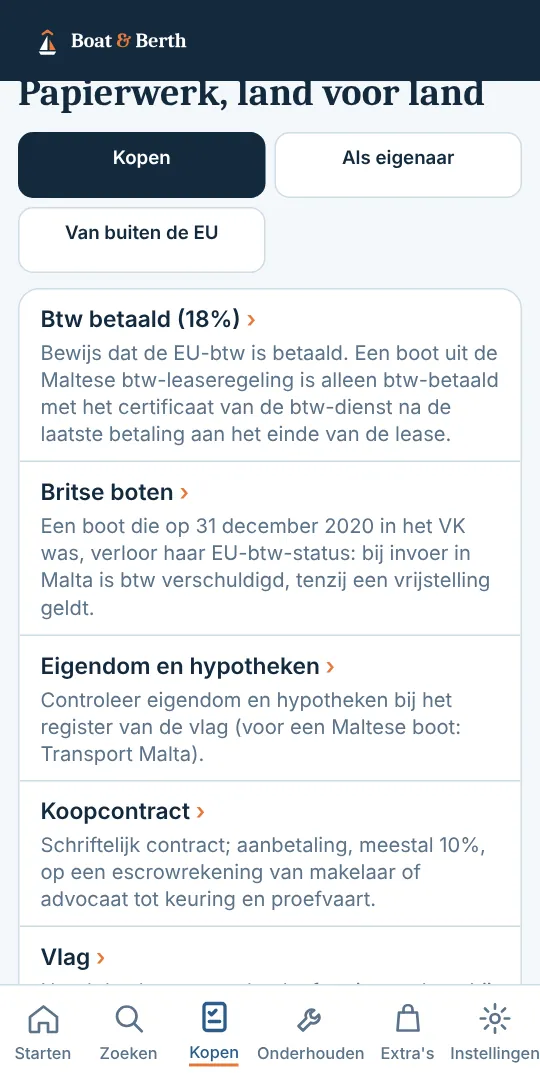 Boat & Berth
Papierwerk, land voor land
Kopen
Als eigenaar
Van buiten de EU
Btw betaald (18%) ›
Bewijs dat de EU-btw is betaald. Een boot uit de
Maltese btw-leaseregeling is alleen btw-betaald
met het certificaat van de btw-dienst na de
laatste betaling aan het einde van de lease.
Britse boten ›
Een boot die op 31 december 2020 in het VK
was, verloor haar EU-btw-status: bij invoer in
Malta is btw verschuldigd, tenzij een vrijstelling
geldt.
Eigendom en hypotheken ›
Controleer eigendom en hypotheken bij het
register van de vlag (voor een Maltese boot:
Transport Malta).
Koopcontract ›
Schriftelijk contract; aanbetaling, meestal 10%,
op een escrowrekening van makelaar of
advocaat tot keuring en proefvaart.
Vlag ›
Starten
Zoeken
Kopen
Onderhouden
Extra's
Instellingen